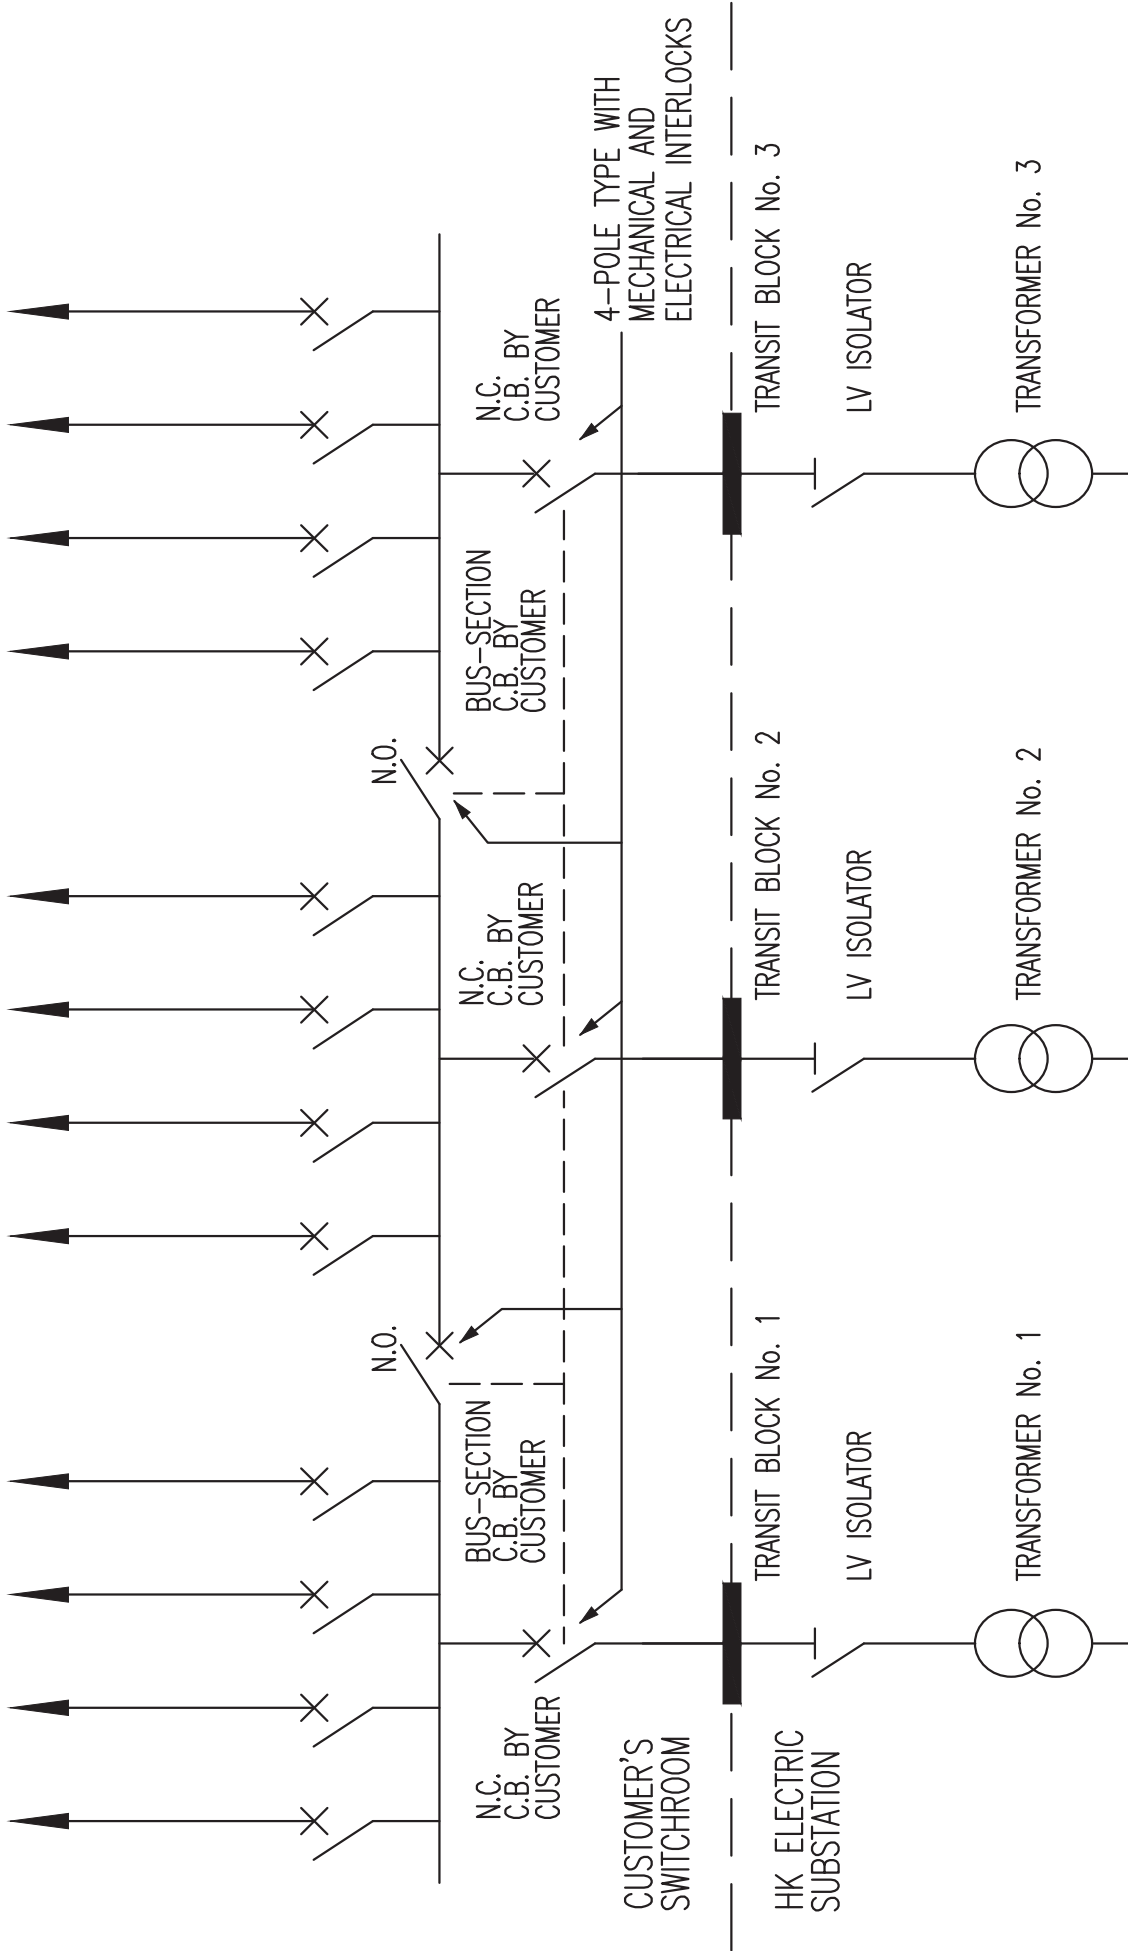 N.O.
N.O.
N.C.
C.B. BY
CUSTOMER
BUS-SECTION
C.B. BY
CUSTOMER
N.C.
C.B. BY
CUSTOMER
BUS-SECTION
C.B. BY
CUSTOMER
N.C.
C.B. BY
CUSTOMER
4-POLE TYPE WITH
MECHANICAL AND
ELECTRICAL INTERLOCKS
CUSTOMER'S
SWITCHROOM
HK ELECTRIC
SUBSTATION
TRANSIT BLOCK No. 1
TRANSIT BLOCK No. 2
TRANSIT BLOCK No. 3
LV ISOLATOR
LV ISOLATOR
LV ISOLATOR
TRANSFORMER No. 1
TRANSFORMER No. 2
TRANSFORMER No. 3